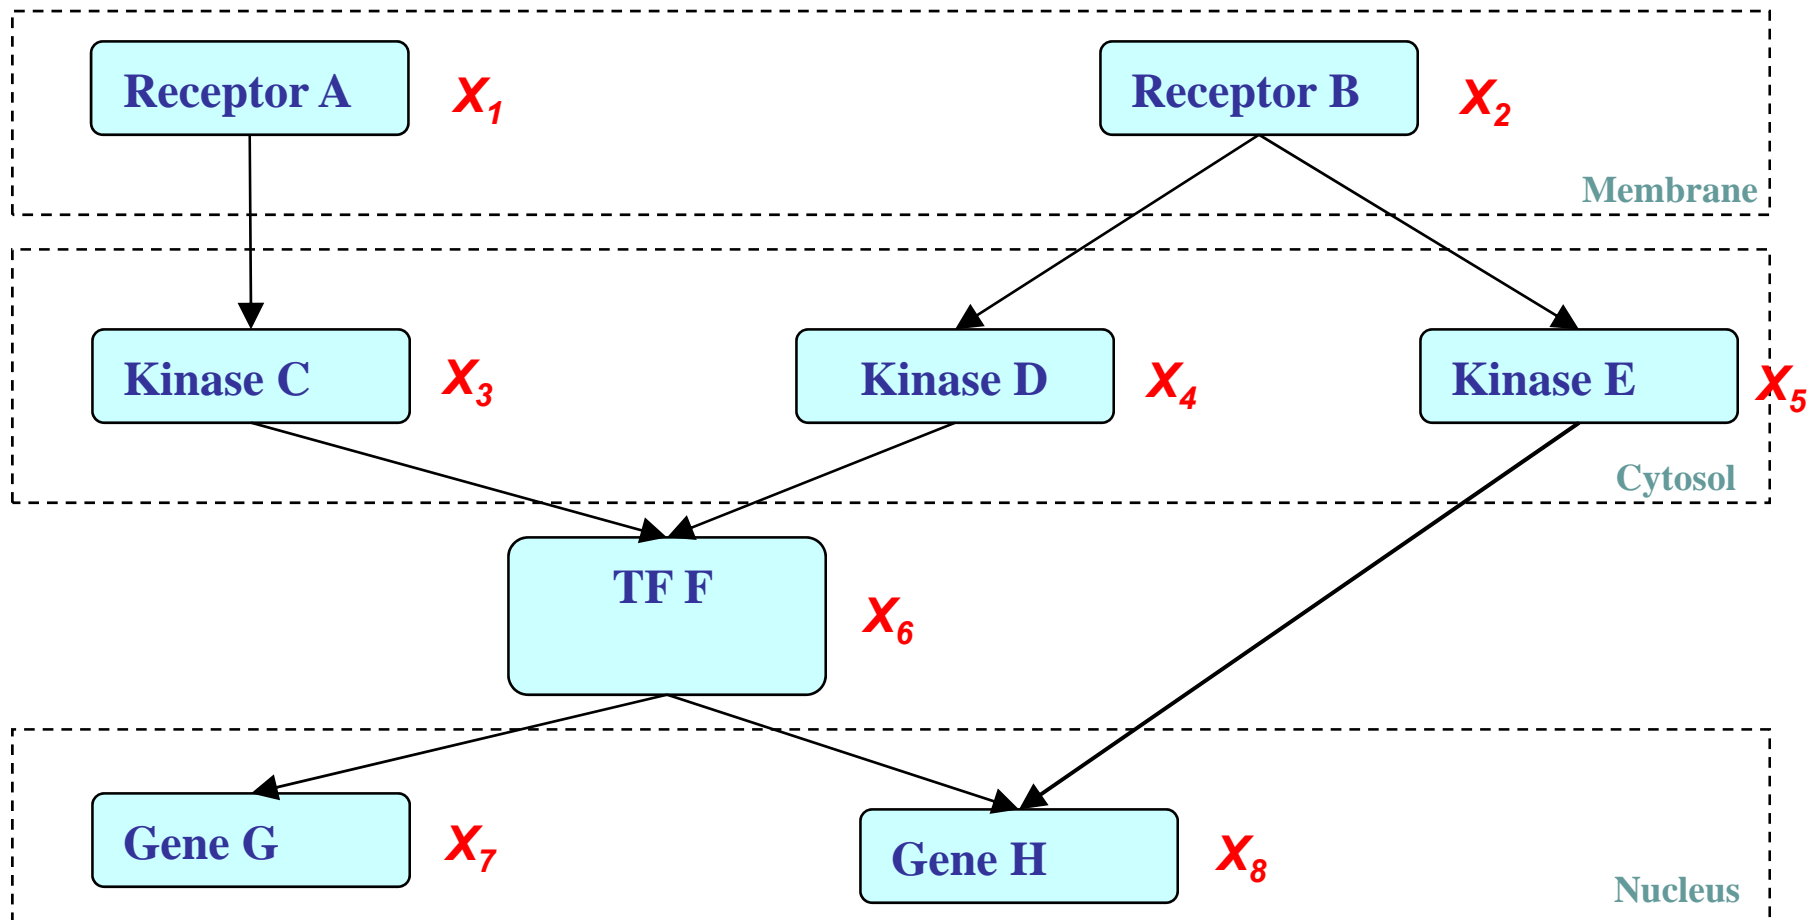 Receptor A
X1
Receptor B
X2
Membrane
Kinase C
X3
Kinase D
X4
Kinase E
X5
Cytosol
TF F
X6
Gene G
X7
Gene H
X8
Nucleus